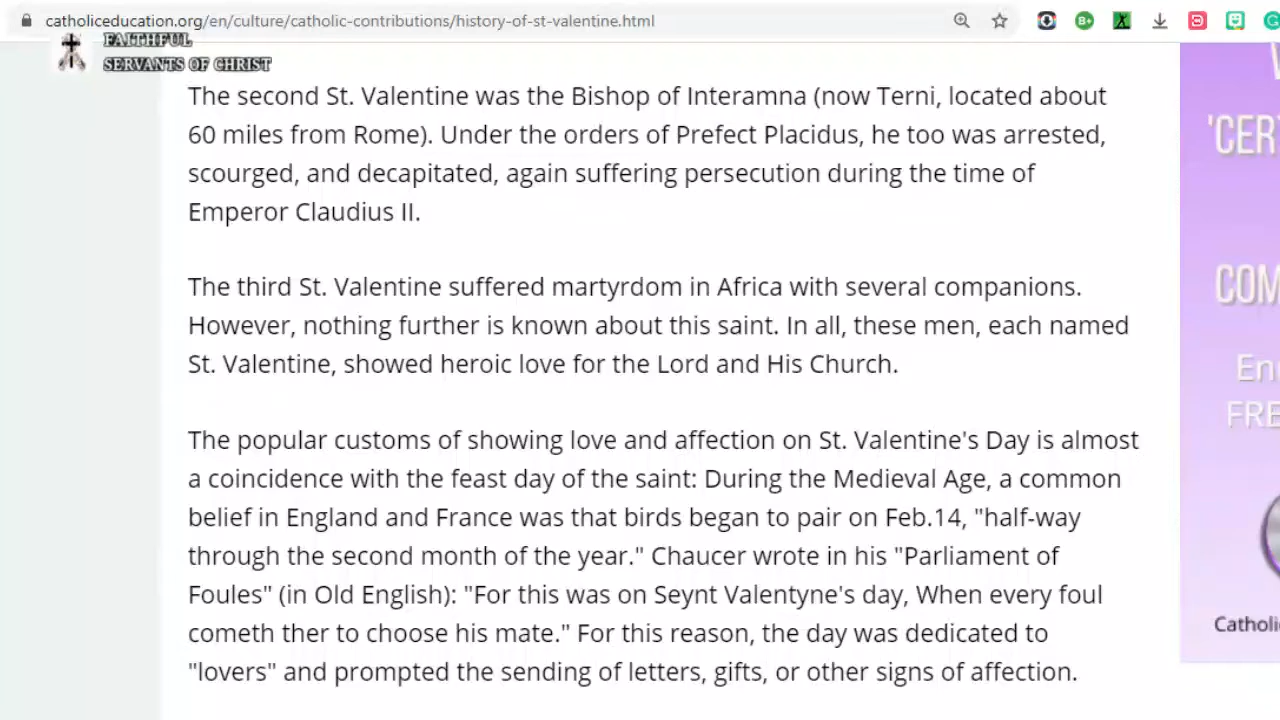 catholiceducation.org/en/culture/catholic-contributions/history-of-st-valentine.html
FAITHFUL
SERVANTS OF CHRIST
The second St. Valentine was the Bishop of Interamna (now Terni, located about
60 miles from Rome). Under the orders of Prefect Placidus, he too was arrested,
scourged, and decapitated, again suffering persecution during the time of
Emperor Claudius II.
The third St. Valentine suffered martyrdom in Africa with several companions.
However, nothing further is known about this saint. In all, these men, each named
St. Valentine, showed heroic love for the Lord and His Church.
The popular customs of showing love and affection on St. Valentine's Day is almost
a coincidence with the feast day of the saint: During the Medieval Age, a common
belief in England and France was that birds began to pair on Feb.14, "half-way
through the second month of the year." Chaucer wrote in his "Parliament of
Foules" (in Old English): "For this was on Seynt Valentyne's day, When every foul
cometh ther to choose his mate." For this reason, the day was dedicated to
"lovers" and prompted the sending of letters, gifts, or other signs of affection.
'CER
COM
En
FRE
Catholi
B+